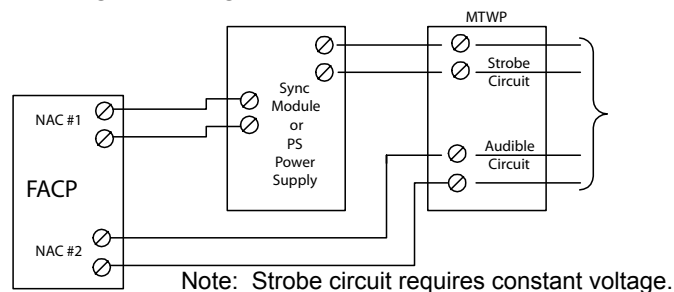 MTWP
Strobe
Circuit
Sync
Module
or
PS
Power
Supply
NAC #1
FACP
Audible
Circuit
NAC #2
Note: Strobe circuit requires constant voltage.